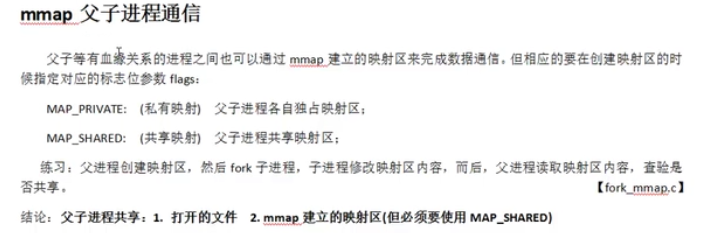 mmap 父子进程通信
父子等有血缘关系的进程之间也可以通过 mmap 建立的映射区来完成数据通信。但相应的要在创建映射区的时
候指定对应的标志位参数 flags：
MAP_PRIVATE: (私有映射) 父子进程各自独占映射区；
MAP_SHARED: (共享映射) 父子进程共享映射区；
练习：父进程创建映射区，然后 fork 子进程，子进程修改映射区内容，而后，父进程读取映射区内容，查验是
否共享。 【fork_mmap.c】
结论：父子进程共享：1. 打开的文件 2. mmap 建立的映射区(但必须要使用 MAP_SHARED)